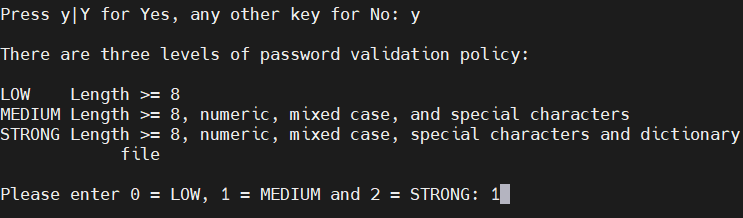 Press y|Y for Yes, any other key for No: y
There are three levels of password validation policy:
LOW    Length >= 8
MEDIUM Length >= 8, numeric, mixed case, and special characters
STRONG Length >= 8, numeric, mixed case, special characters and dictionary
file
Please enter 0 = LOW, 1 = MEDIUM and 2 = STRONG: 1